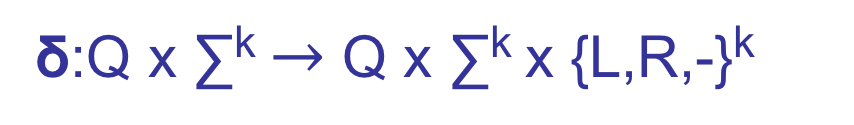 δ:Q x ∑ᵏ → Q x ∑ᵏ x {L,R,-}ᵏ